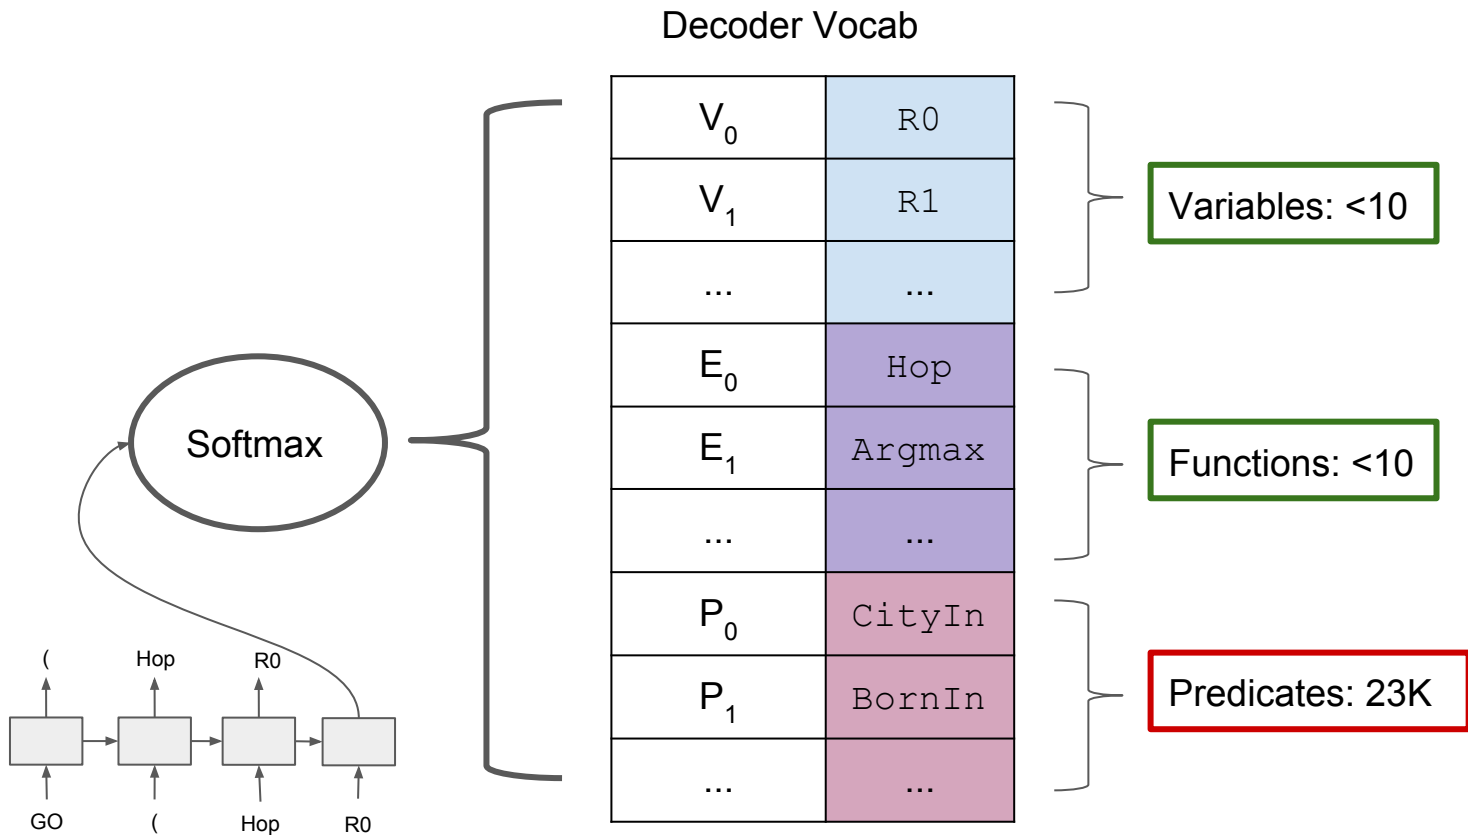 Decoder Vocab
V0 R0
V1 R1
... ...
E0 Hop
E1 Argmax
... ...
P0 CityIn
P1 BornIn
... ...
Variables: <10
Functions: <10
Predicates: 23K
Softmax
( Hop R0
GO ( Hop R0